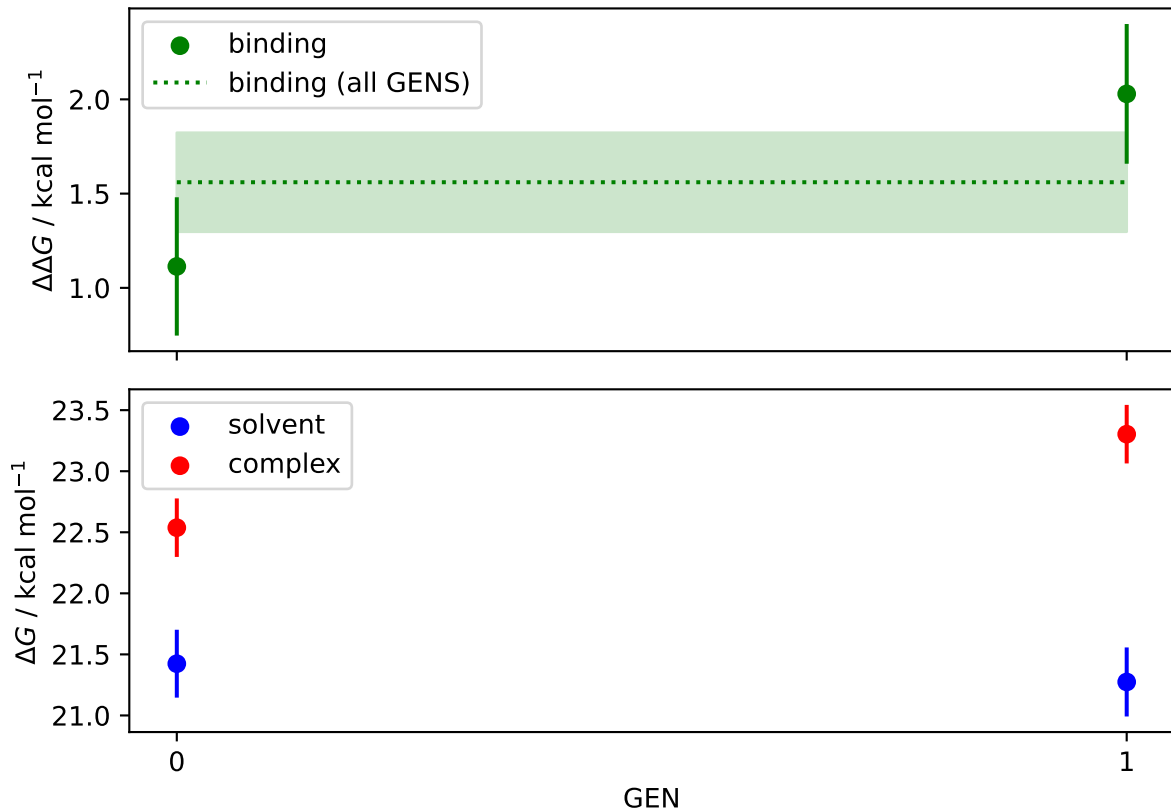 binding
binding (all GENS)
ΔΔG / kcal mol⁻¹
2.0
1.5
1.0
solvent
complex
ΔG / kcal mol⁻¹
23.5
23.0
22.5
22.0
21.5
21.0
0
1
GEN